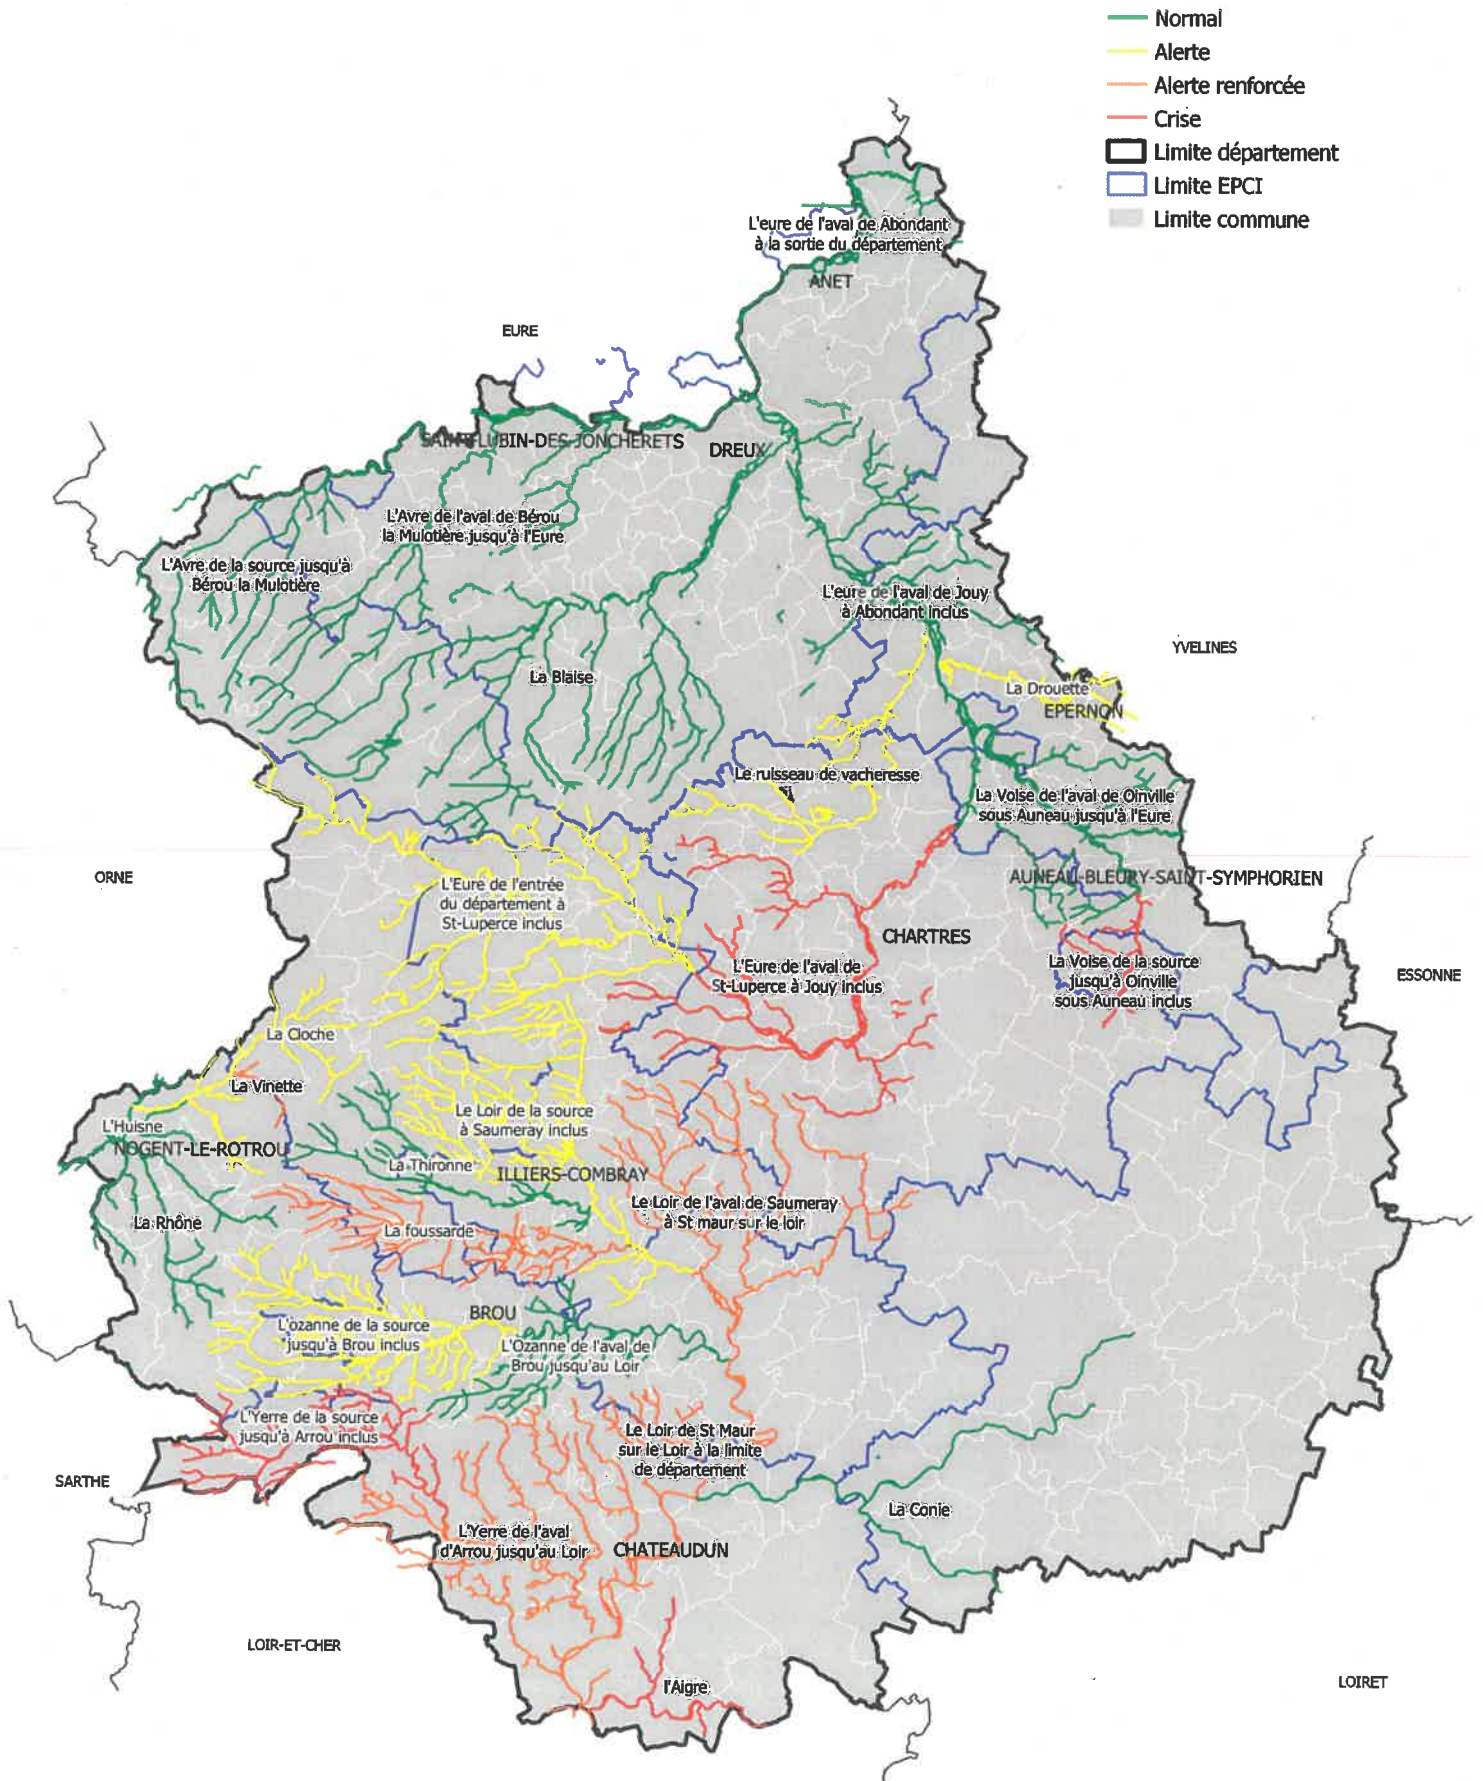 Normal
Alerte
Alerte renforcée
Crise
Limite département
Limite EPCI
Limite commune
L'eure de l'aval de Abondant
à la sortie du département
ANET
EURE
SAINT-LUBIN-DES-JONCHERETS
DREUX
L'Avre de l'aval de Bérou
la Mulotière jusqu'à l'Eure
L'Avre de la source jusqu'à
Bérou la Mulotière
L'eure de l'aval de Jouy
à Abondant inclus
YVELINES
La Blaise
La Drouette
EPERNON
Le ruisseau de vacheresse
La Voise de l'aval de Oinville
sous Auneau jusqu'à l'Eure
ORNE
AUNEAU-BLEURY-SAINT-SYMPHORIEN
L'Eure de l'entrée
du département à
St-Luperce inclus
CHARTRES
L'Eure de l'aval de
St-Luperce à Jouy inclus
La Voise de la source
jusqu'à Oinville
sous Auneau inclus
ESSONNE
La Cloche
La Vinette
Le Loir de la source
à Saumeray inclus
L'Huisne
NOGENT-LE-ROTROU
La Thironne
ILLIERS-COMBRAY
Le Loir de l'aval de Saumeray
à St maur sur le loir
La Rhône
La foussarde
BROU
L'ozanne de la source
jusqu'à Brou inclus
L'Ozanne de l'aval de
Brou jusqu'au Loir
L'Yerre de la source
jusqu'à Arrou inclus
Le Loir de St Maur
sur le Loir à la limite
de département
SARTHE
La Conie
L'Yerre de l'aval
d'Arrou jusqu'au Loir
CHATEAUDUN
LOIR-ET-CHER
l'Aigre
LOIRET